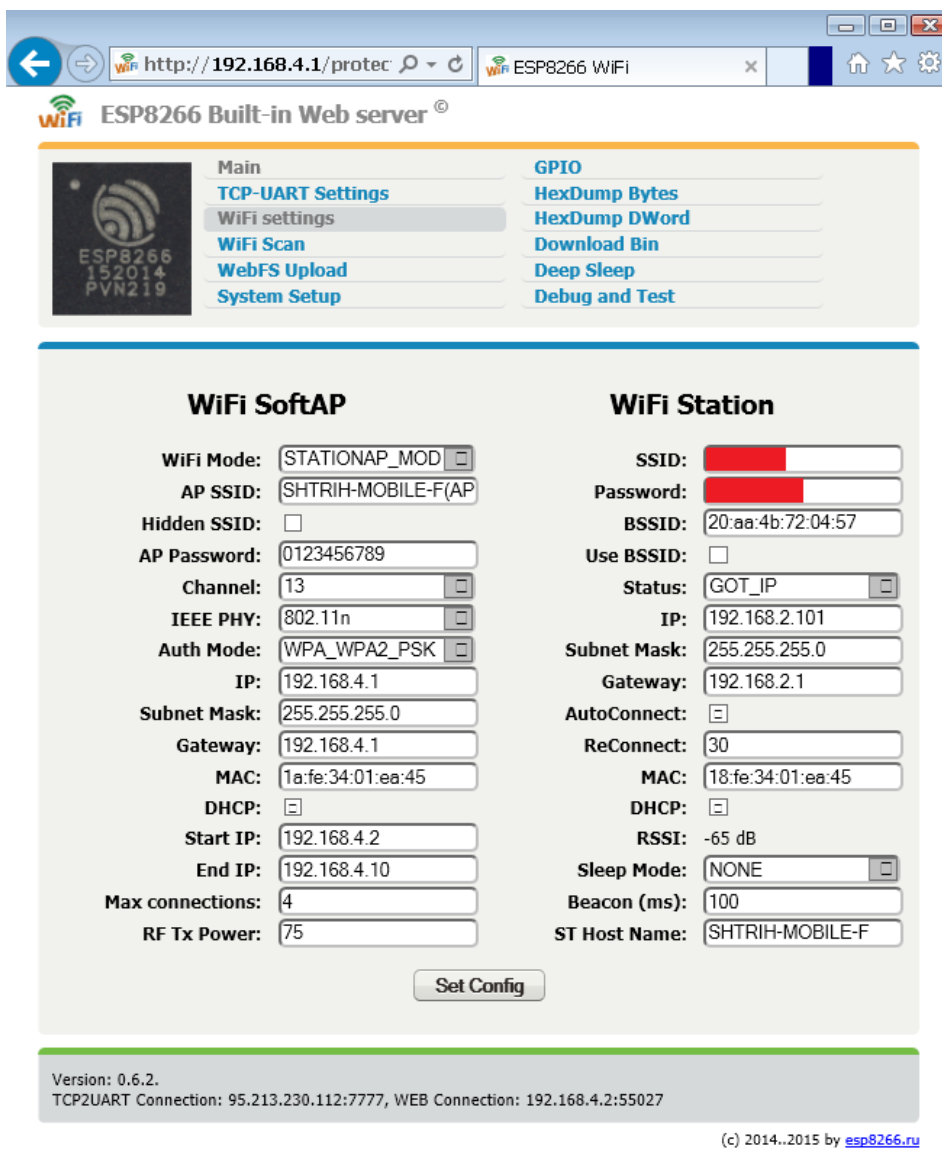 http://192.168.4.1/protec
ESP8266 WiFi
WiFi ESP8266 Built-in Web server ©
ESP8266
152014
PVN219
Main
TCP-UART Settings
WiFi settings
WiFi Scan
WebFS Upload
System Setup
GPIO
HexDump Bytes
HexDump DWord
Download Bin
Deep Sleep
Debug and Test
WiFi SoftAP
WiFi Mode: STATIONAP_MOD
AP SSID: SHTRIH-MOBILE-F(AP
Hidden SSID:
AP Password: 0123456789
Channel: 13
IEEE PHY: 802.11n
Auth Mode: WPA_WPA2_PSK
IP: 192.168.4.1
Subnet Mask: 255.255.255.0
Gateway: 192.168.4.1
MAC: 1a:fe:34:01:ea:45
DHCP:
Start IP: 192.168.4.2
End IP: 192.168.4.10
Max connections: 4
RF Tx Power: 75
WiFi Station
SSID:
Password:
BSSID: 20:aa:4b:72:04:57
Use BSSID:
Status: GOT_IP
IP: 192.168.2.101
Subnet Mask: 255.255.255.0
Gateway: 192.168.2.1
AutoConnect:
ReConnect: 30
MAC: 18:fe:34:01:ea:45
DHCP:
RSSI: -65 dB
Sleep Mode: NONE
Beacon (ms): 100
ST Host Name: SHTRIH-MOBILE-F
Set Config
Version: 0.6.2.
TCP2UART Connection: 95.213.230.112:7777, WEB Connection: 192.168.4.2:55027
(c) 2014..2015 by esp8266.ru